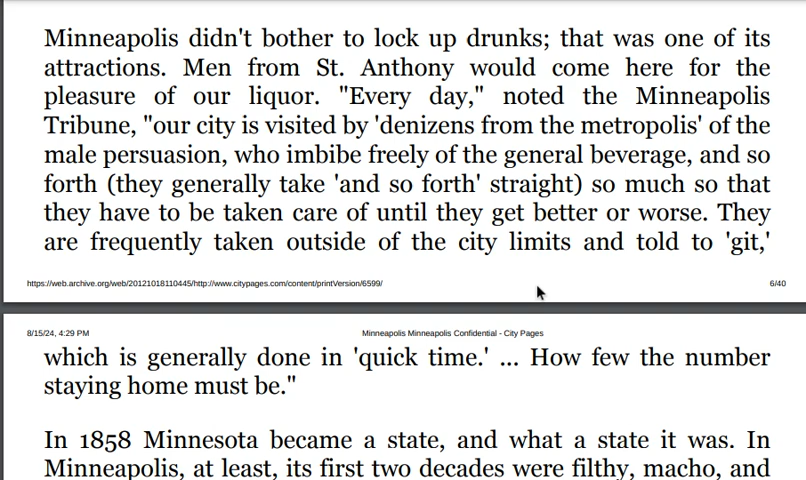 Minneapolis didn't bother to lock up drunks; that was one of its
attractions. Men from St. Anthony would come here for the
pleasure of our liquor. "Every day," noted the Minneapolis
Tribune, "our city is visited by 'denizens from the metropolis' of the
male persuasion, who imbibe freely of the general beverage, and so
forth (they generally take 'and so forth' straight) so much so that
they have to be taken care of until they get better or worse. They
are frequently taken outside of the city limits and told to 'git,'
https://web.archive.org/web/20121018110445/http://www.citypages.com/content/printVersion/6599/ 6/40
8/15/24, 4:29 PM Minneapolis Minneapolis Confidential - City Pages
which is generally done in 'quick time.' ... How few the number
staying home must be."
In 1858 Minnesota became a state, and what a state it was. In
Minneapolis, at least, its first two decades were filthy, macho, and